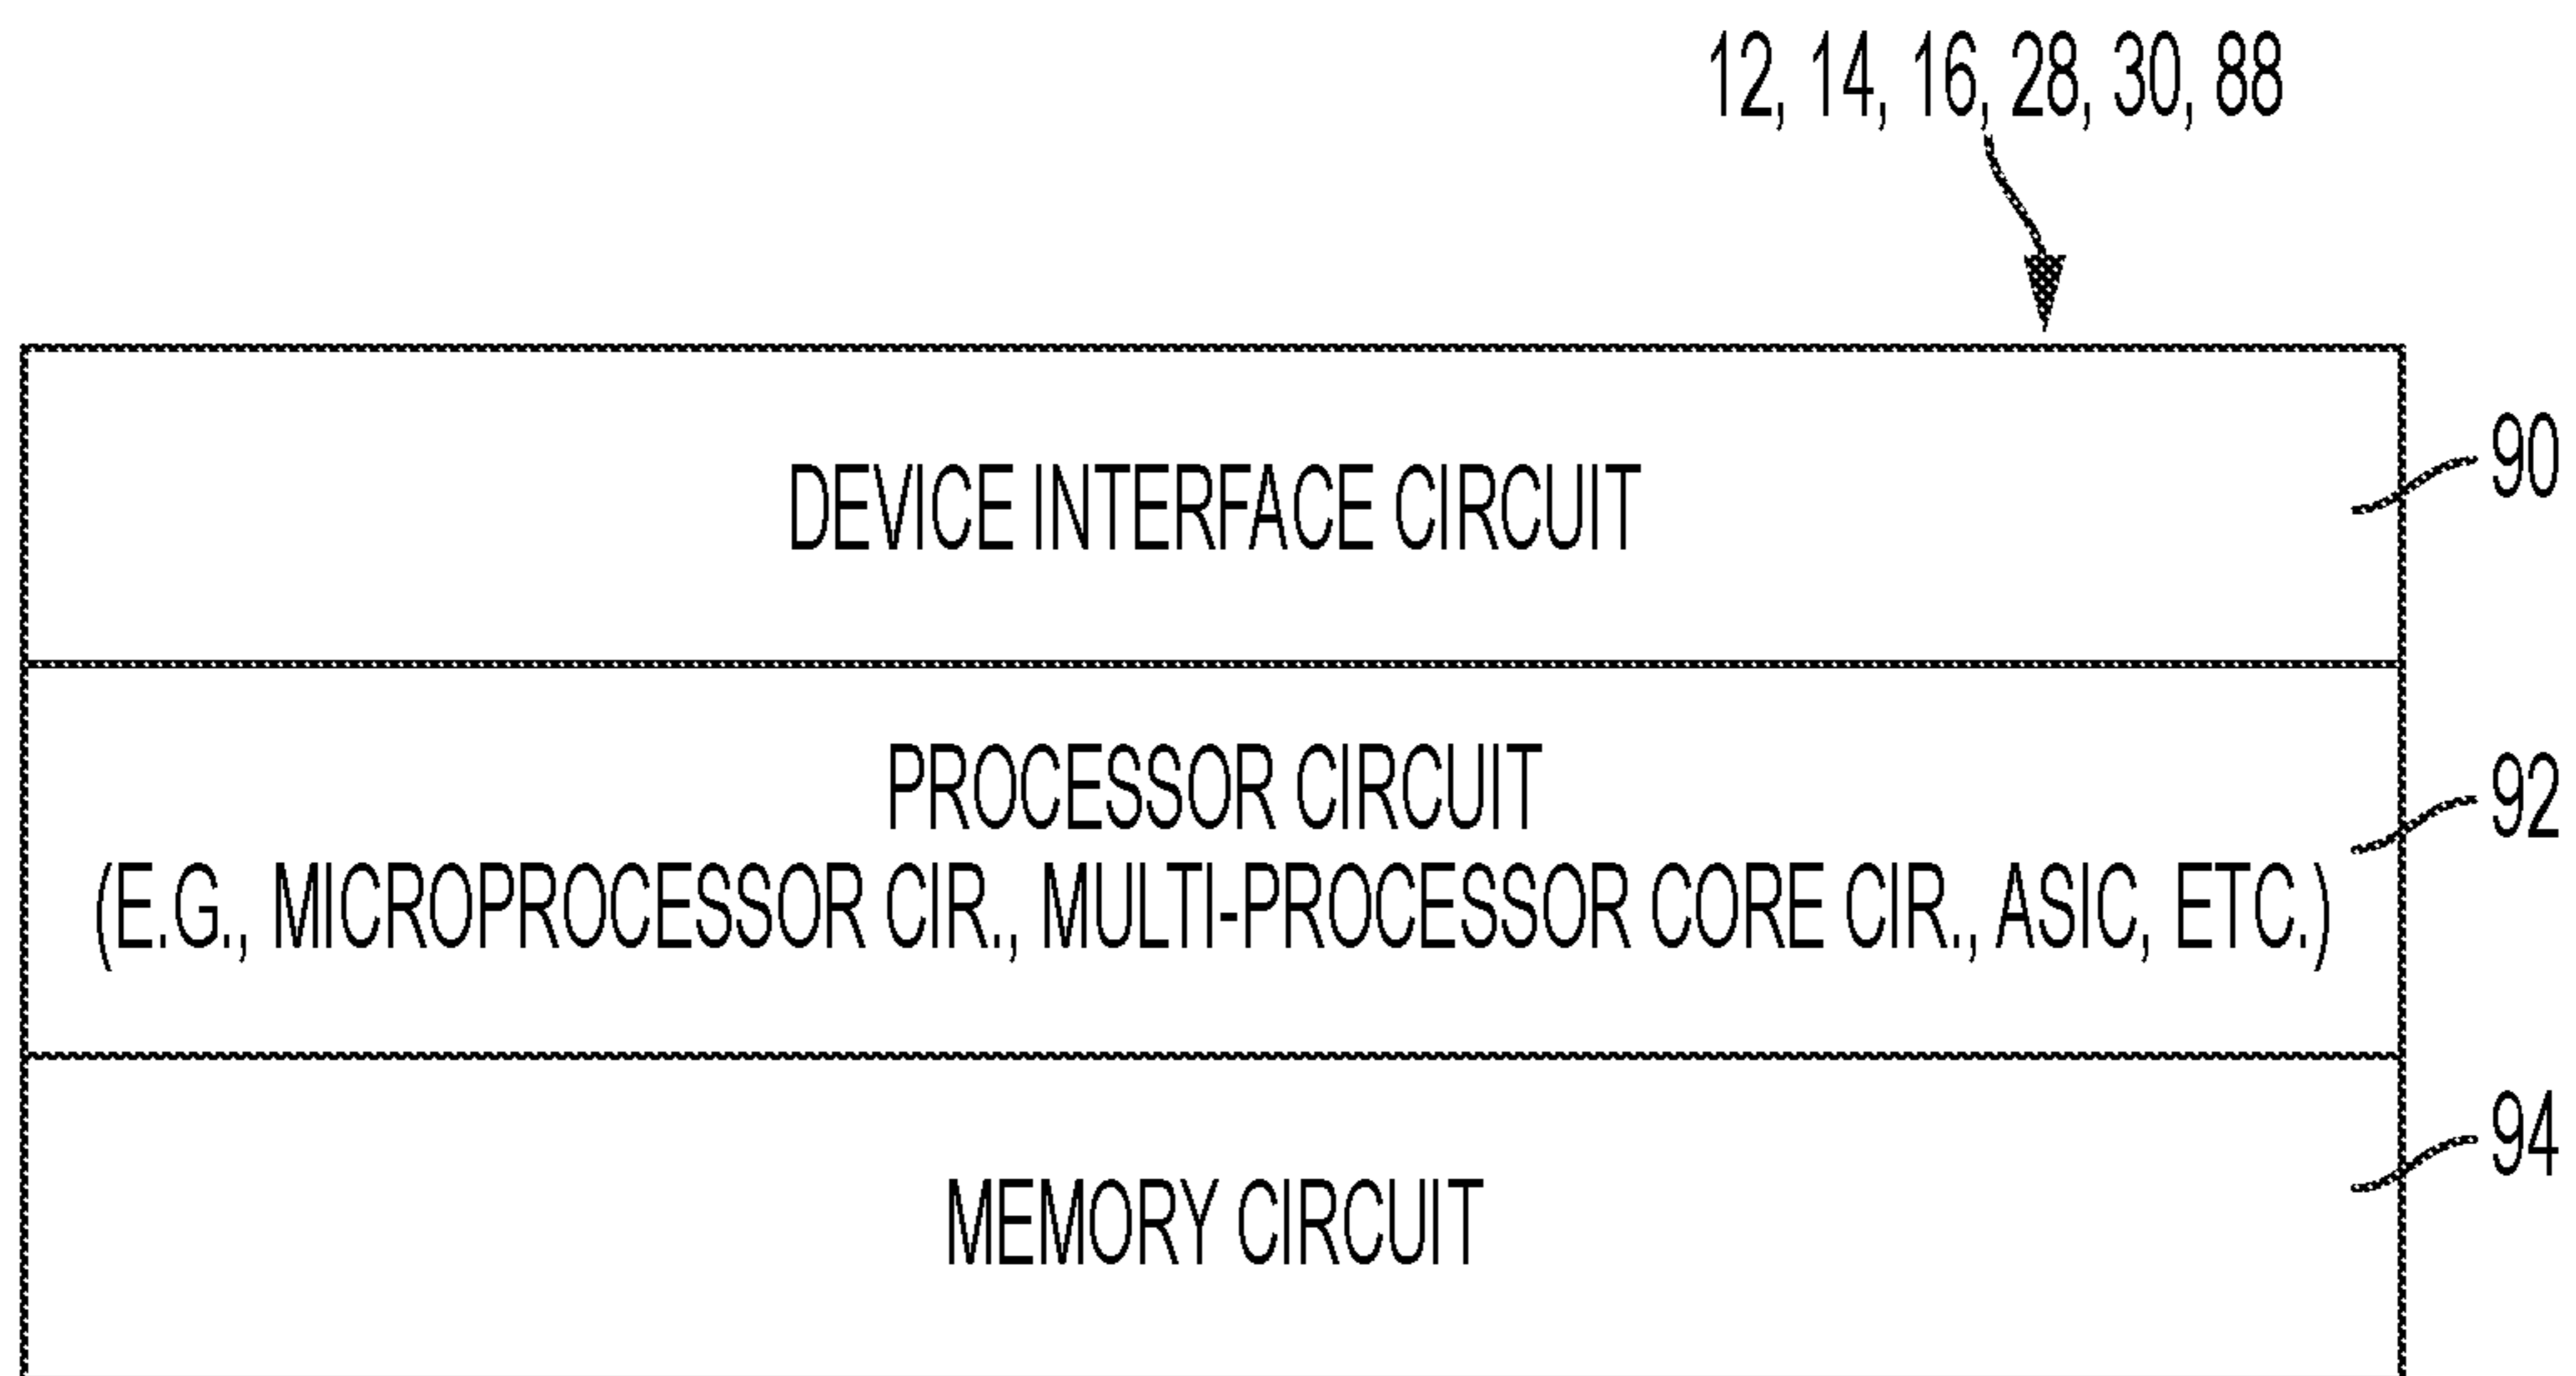 12, 14, 16, 28, 30, 88
DEVICE INTERFACE CIRCUIT
90
PROCESSOR CIRCUIT
(E.G., MICROPROCESSOR CIR., MULTI-PROCESSOR CORE CIR., ASIC, ETC.)
92
MEMORY CIRCUIT
94